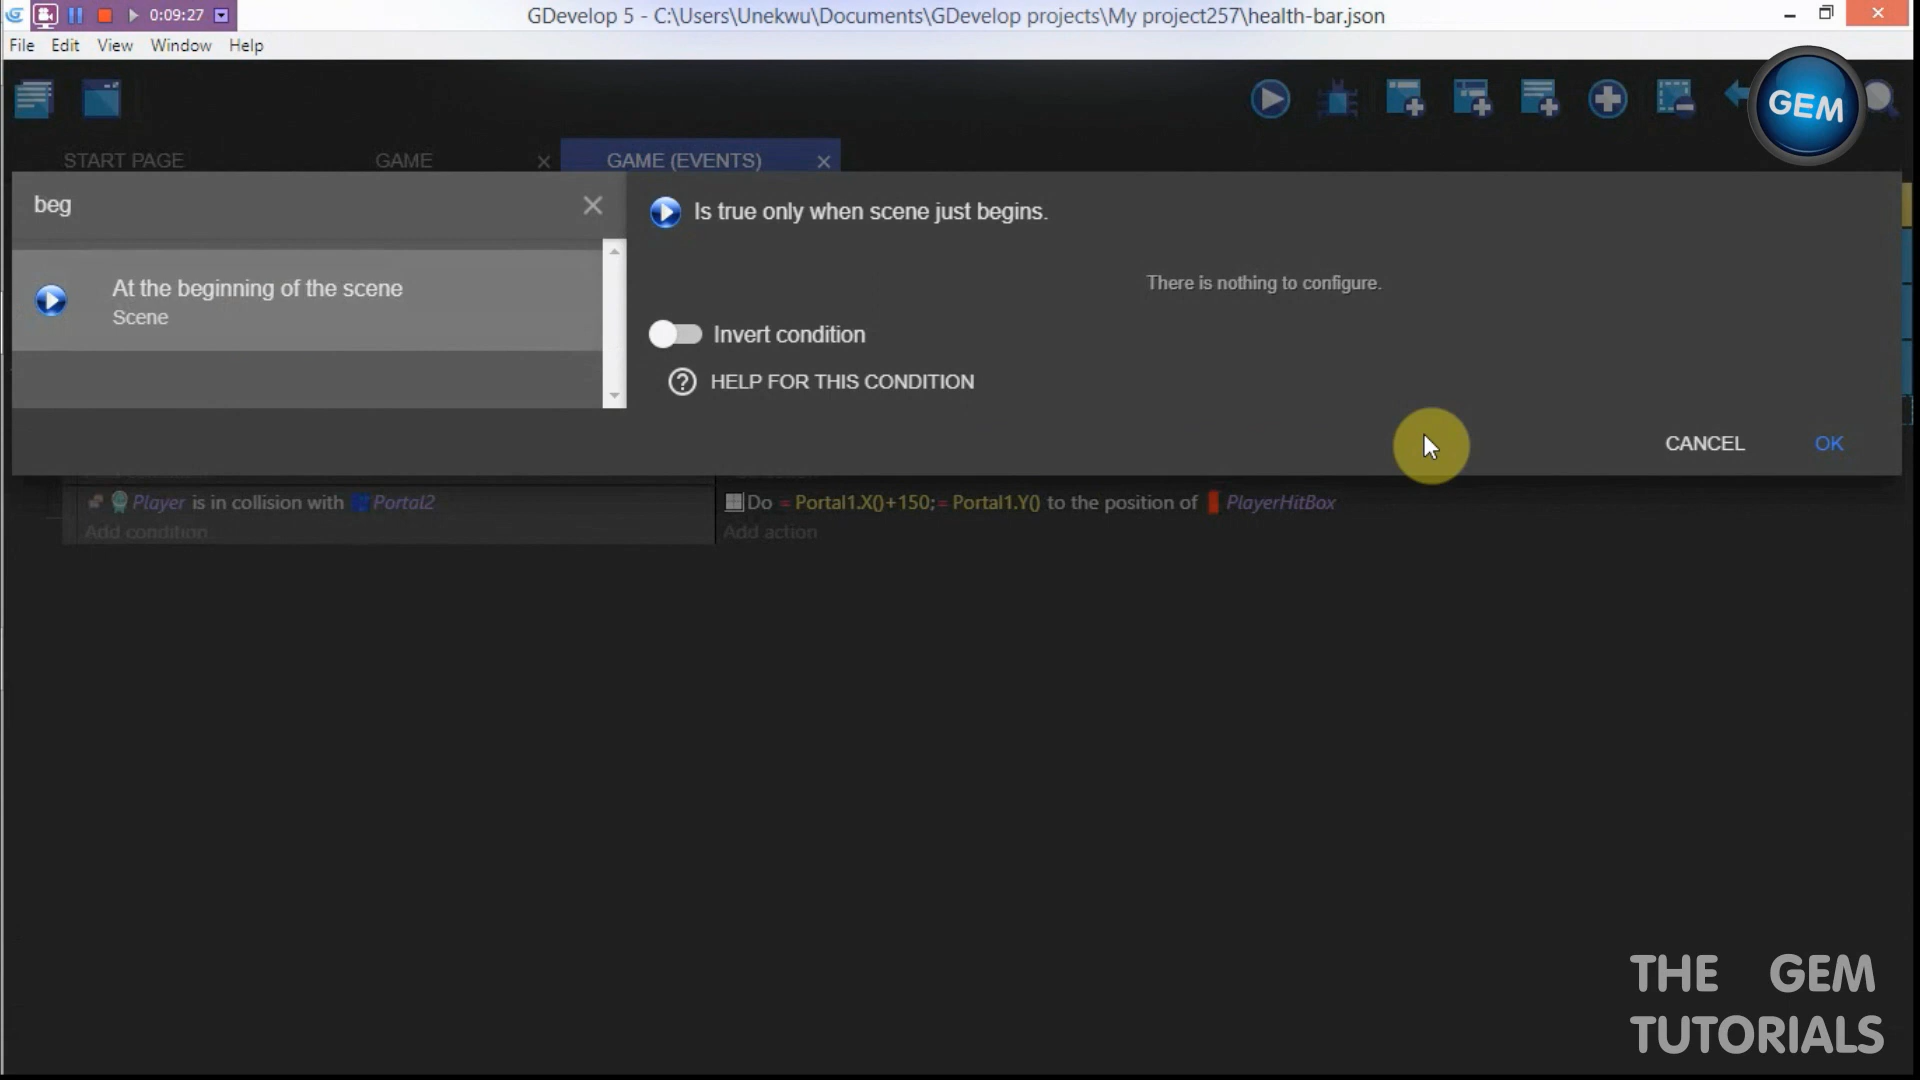 0:09:27
GDevelop 5 - C:\Users\Unekwu\Documents\GDevelop projects\My project257\health-bar.json
File Edit View Window Help
GEM
START PAGE GAME GAME (EVENTS)
beg
Is true only when scene just begins.
At the beginning of the scene
Scene
There is nothing to configure.
Invert condition
HELP FOR THIS CONDITION
CANCEL OK
Player is in collision with Portal2
Do = Portal1.X()+150;= Portal1.Y() to the position of PlayerHitBox
Add condition
Add action
THE GEM
TUTORIALS